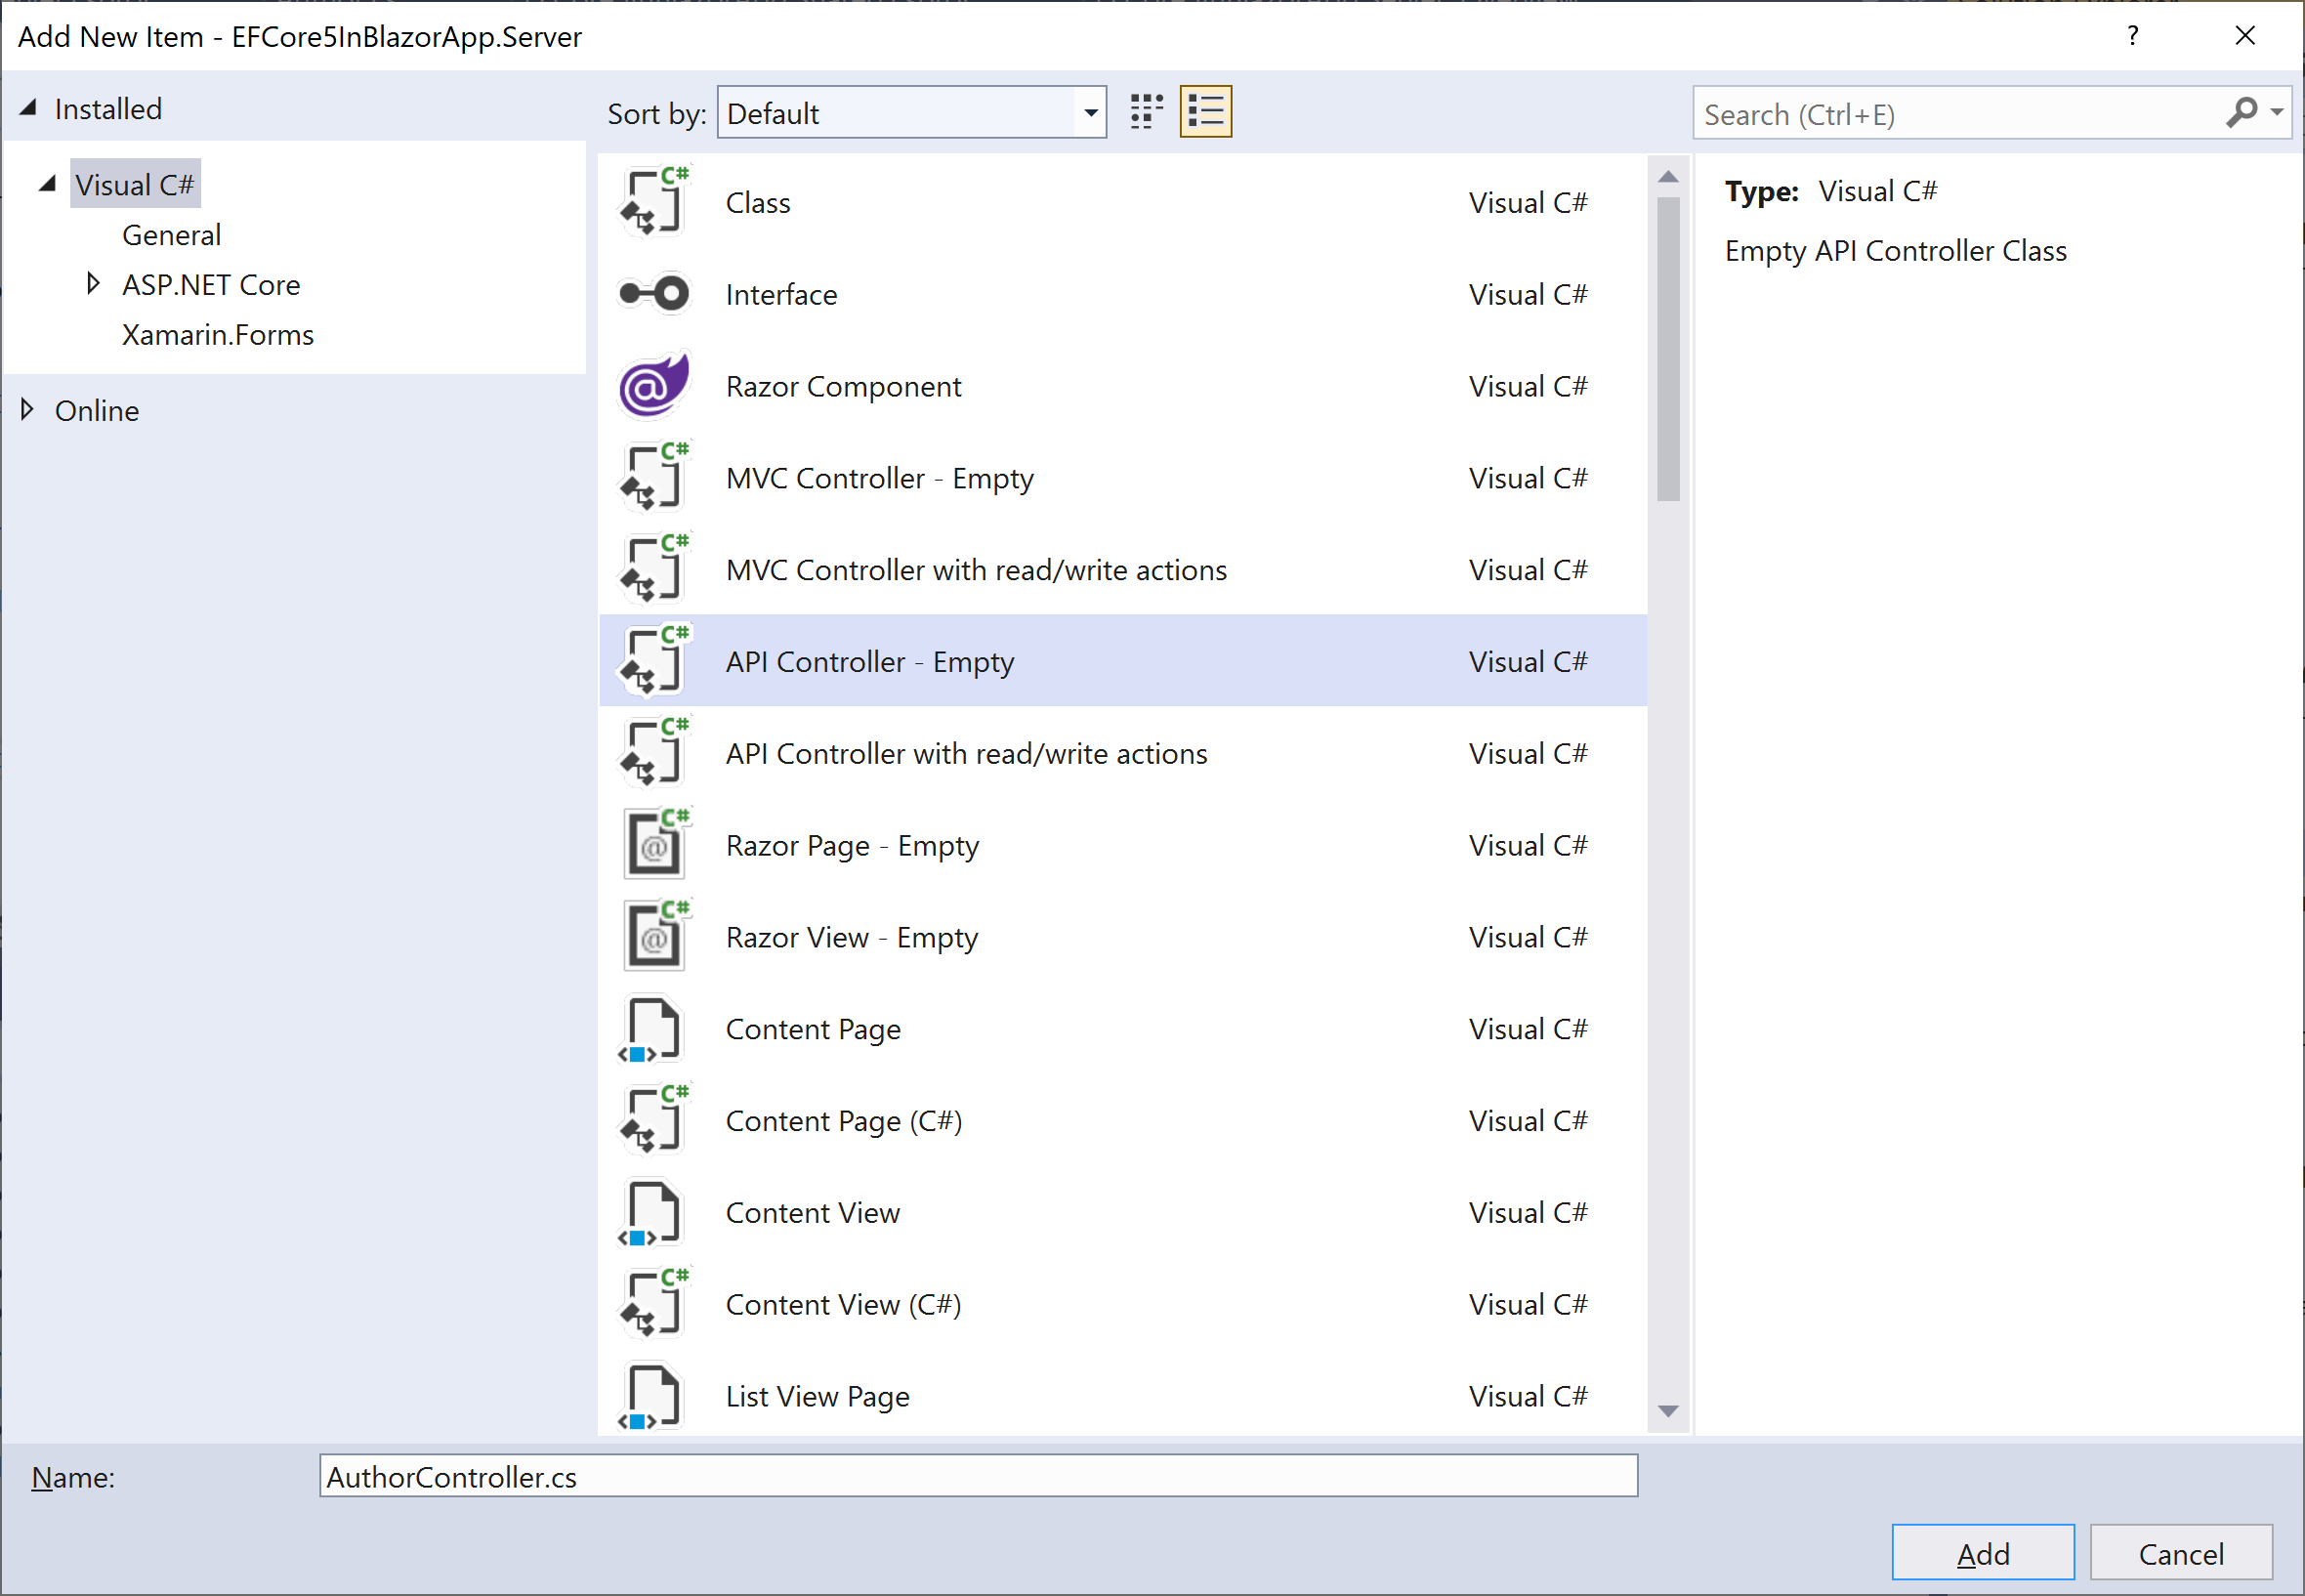 Add New Item - EFCore5InBlazorApp.Server
?
Installed
Visual C#
General
ASP.NET Core
Xamarin.Forms
Online
Sort by: Default
Search (Ctrl+E)
Class Visual C#
Interface Visual C#
Razor Component Visual C#
MVC Controller - Empty Visual C#
MVC Controller with read/write actions Visual C#
API Controller - Empty Visual C#
API Controller with read/write actions Visual C#
Razor Page - Empty Visual C#
Razor View - Empty Visual C#
Content Page Visual C#
Content Page (C#) Visual C#
Content View Visual C#
Content View (C#) Visual C#
List View Page Visual C#
Type: Visual C#
Empty API Controller Class
Name: AuthorController.cs
Add Cancel